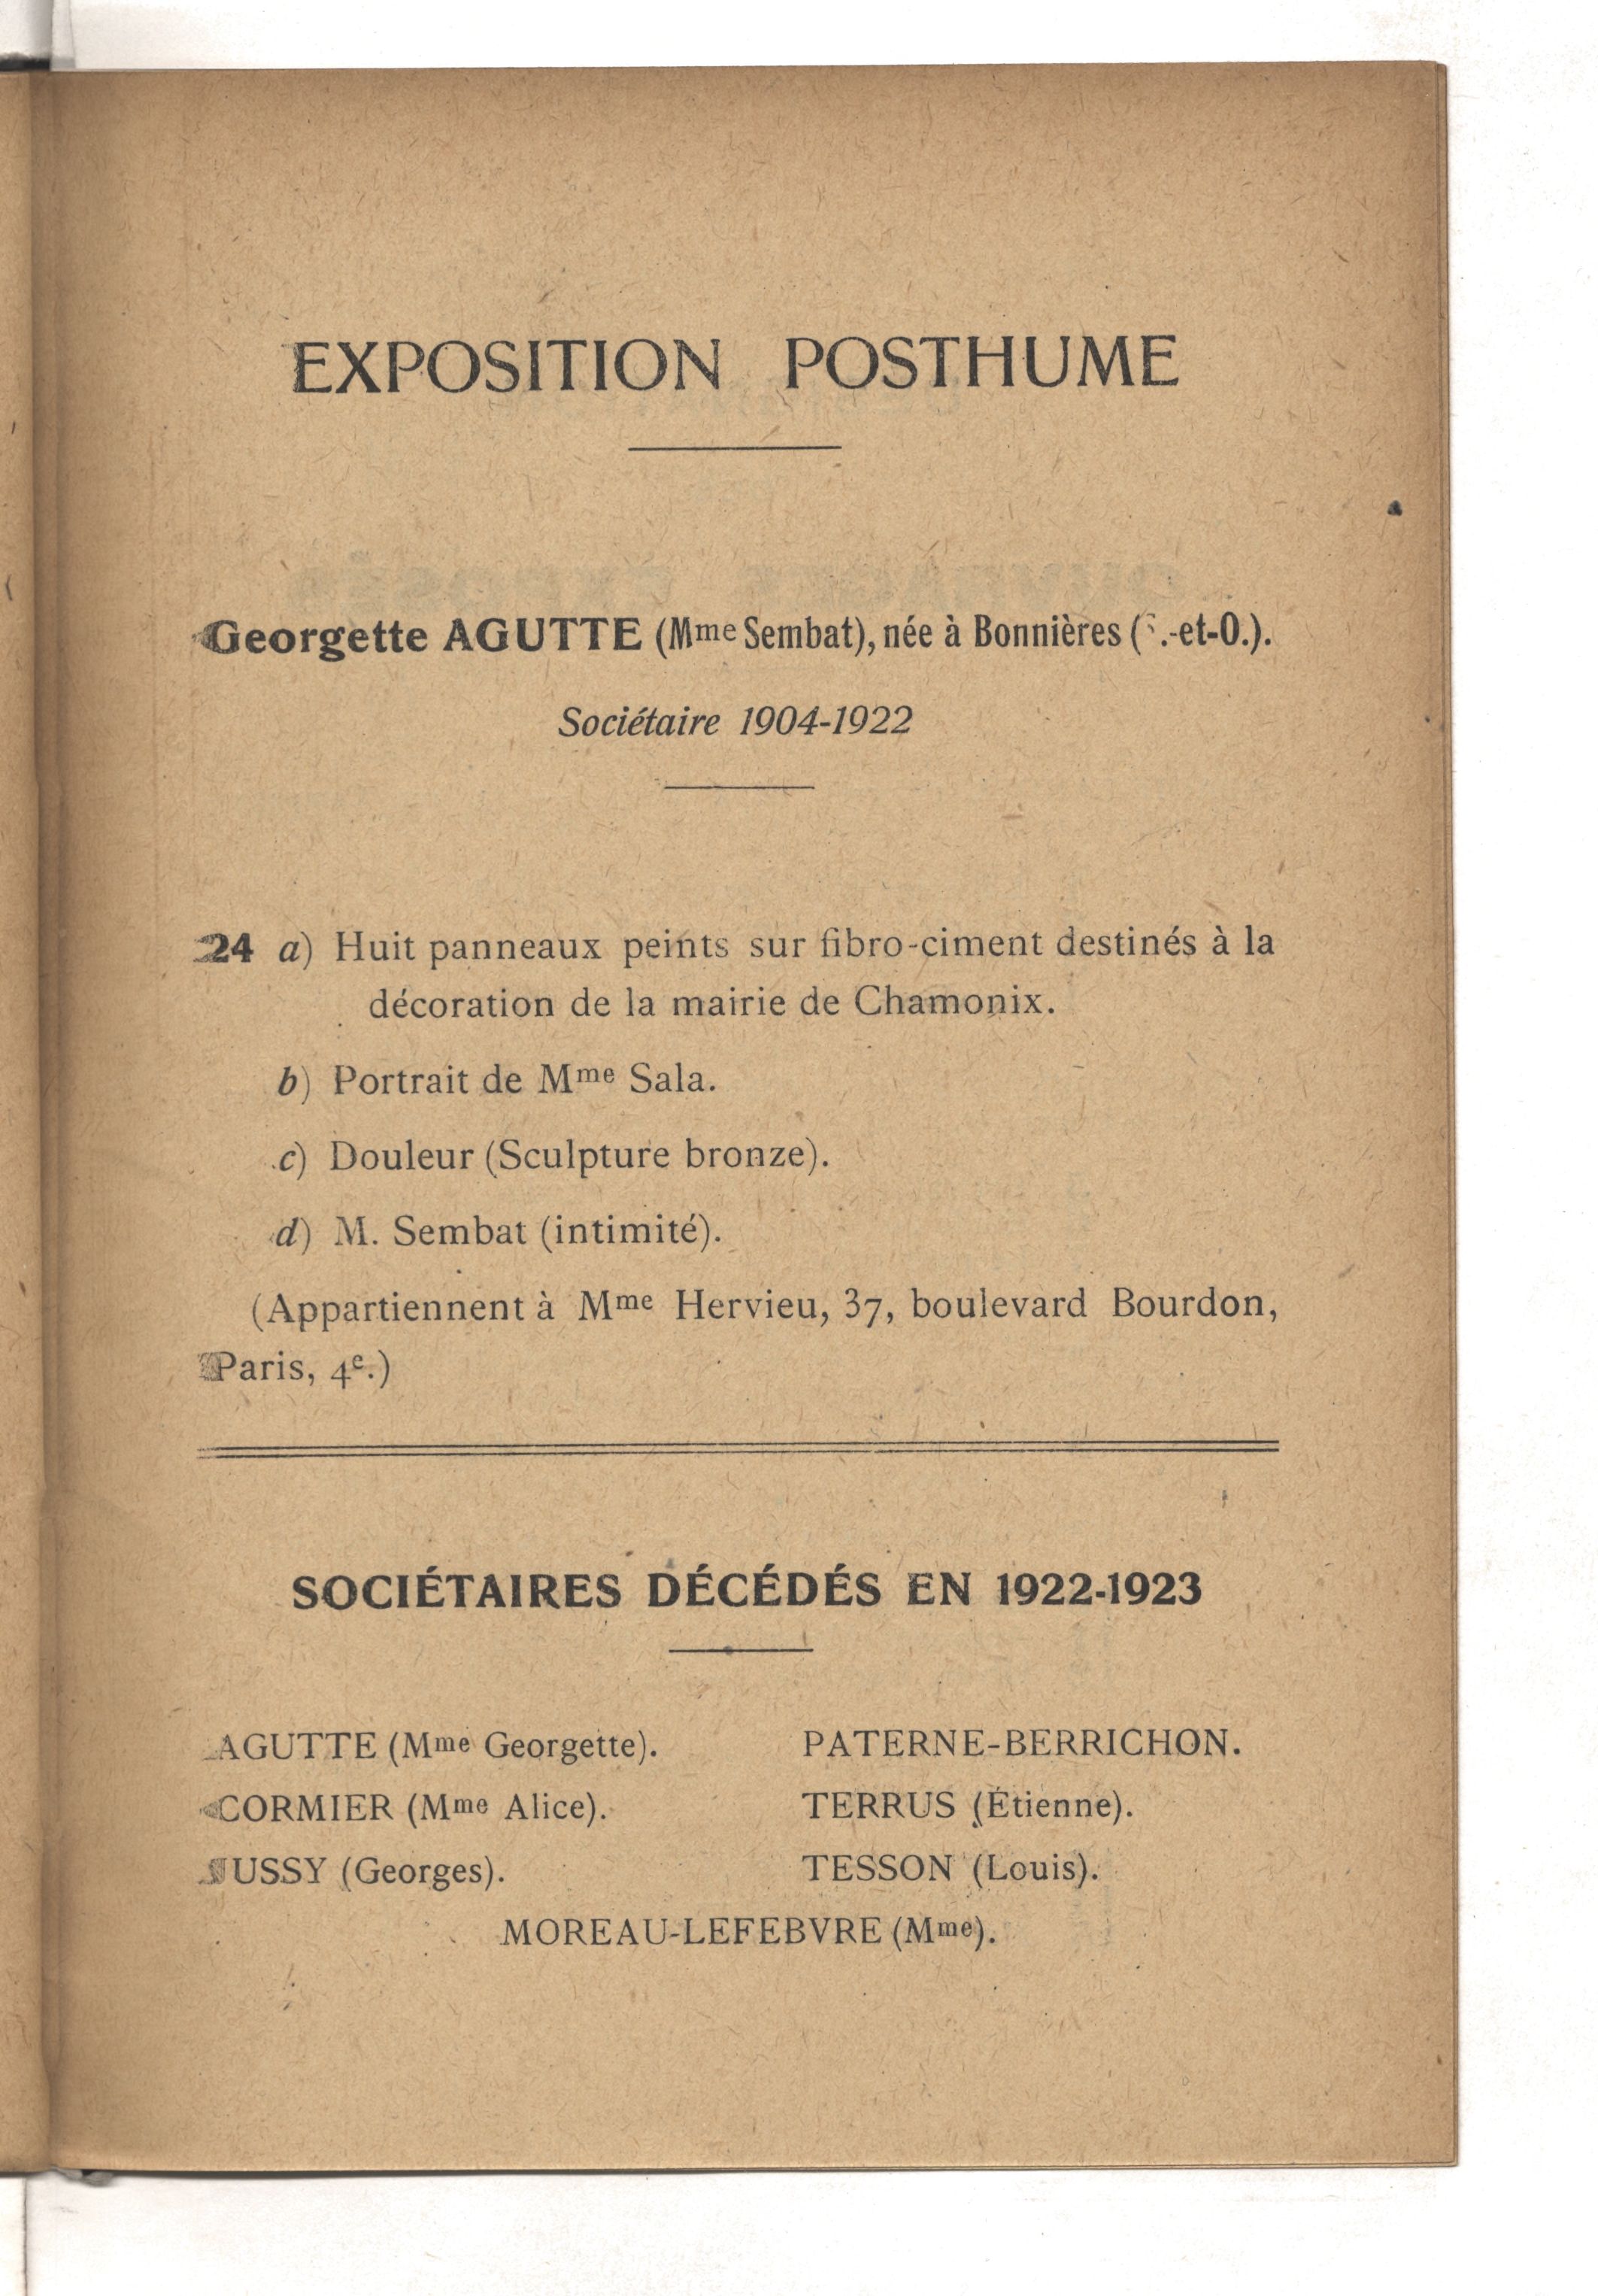 EXPOSITION POSTHUME
Georgette AGUTTE (Mme Sembat), née à Bonnières (S.-et-O.).
Sociétaire 1904-1922
24 a) Huit panneaux peints sur fibro-ciment destinés à la
décoration de la mairie de Chamonix.
b) Portrait de Mme Sala.
c) Douleur (Sculpture bronze).
d) M. Sembat (intimité).
(Appartiennent à Mme Hervieu, 37, boulevard Bourdon,
Paris, 4e.)
SOCIÉTAIRES DÉCÉDÉS EN 1922-1923
AGUTTE (Mme Georgette).
CORMIER (Mme Alice).
JUSSY (Georges).
PATERNE-BERRICHON.
TERRUS (Étienne).
TESSON (Louis).
MOREAU-LEFEBVRE (Mme).